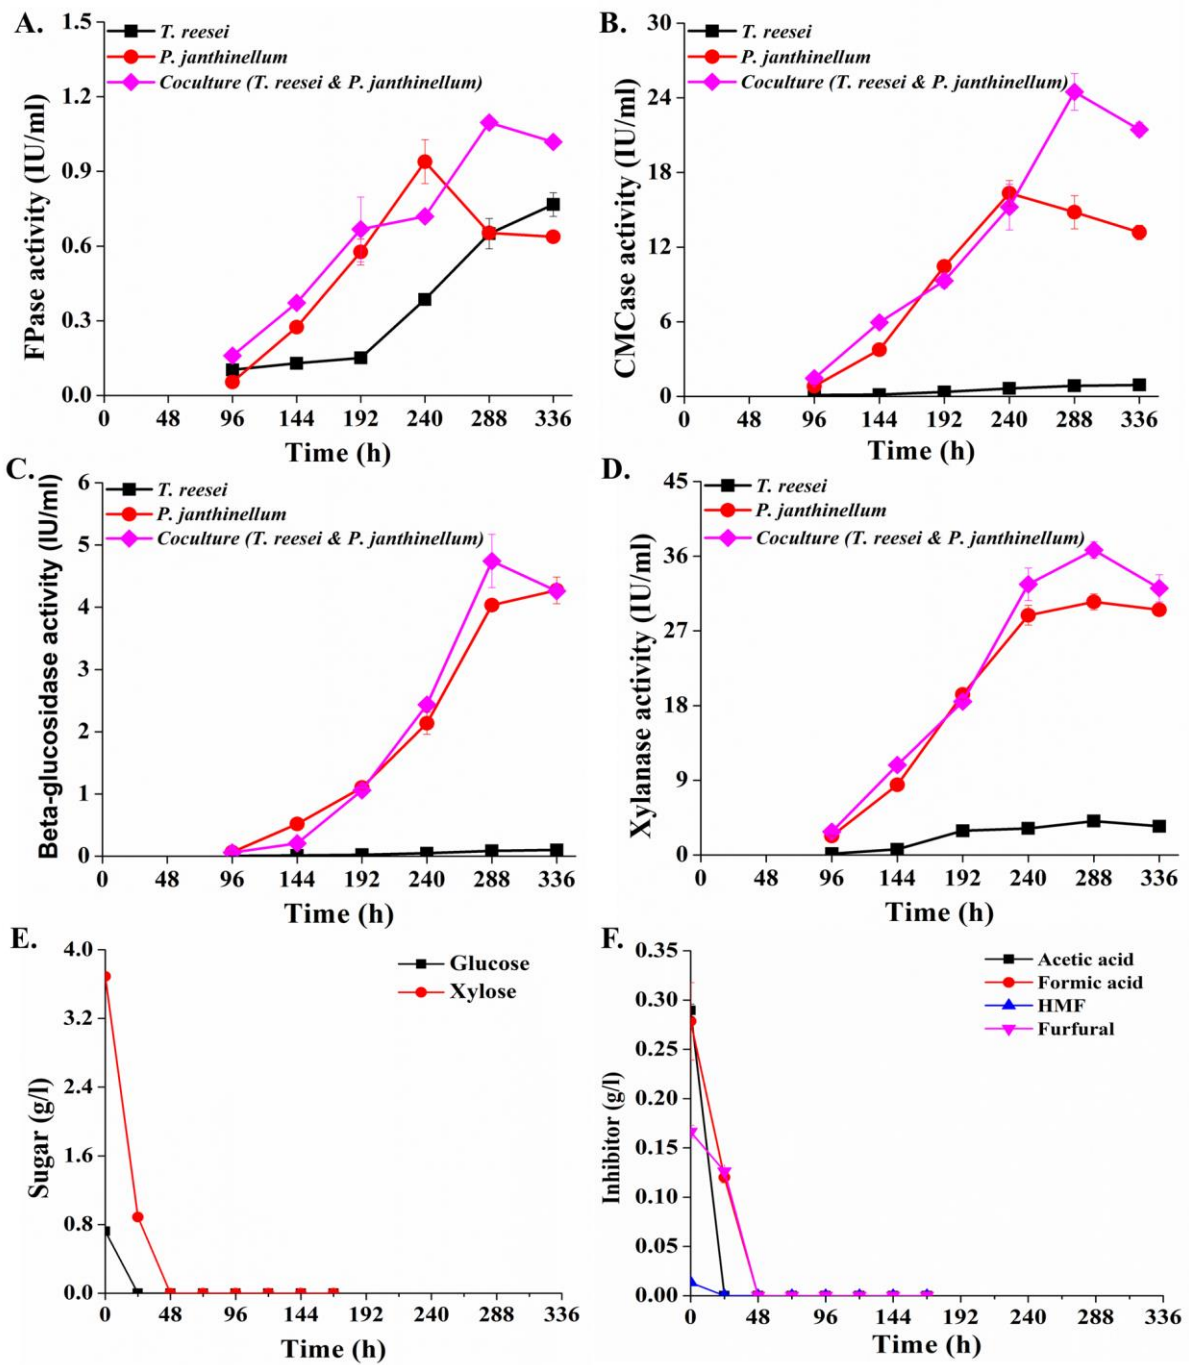 A.
FPase activity (IU/ml)
1.5
1.2
0.9
0.6
0.3
0.0
T. reesei
P. janthinellum
Coculture (T. reesei & P. janthinellum)
0 48 96 144 192 240 288 336
Time (h)
B.
CMCase activity (IU/ml)
30
24
18
12
6
0
T. reesei
P. janthinellum
Coculture (T. reesei & P. janthinellum)
0 48 96 144 192 240 288 336
Time (h)
C.
Beta-glucosidase activity (IU/ml)
6
5
4
3
2
1
0
T. reesei
P. janthinellum
Coculture (T. reesei & P. janthinellum)
0 48 96 144 192 240 288 336
Time (h)
D.
Xylanase activity (IU/ml)
45
36
27
18
9
0
T. reesei
P. janthinellum
Coculture (T. reesei & P. janthinellum)
0 48 96 144 192 240 288 336
Time (h)
E.
Sugar (g/l)
4.0
3.2
2.4
1.6
0.8
0.0
Glucose
Xylose
0 48 96 144 192 240 288 336
Time (h)
F.
Inhibitor (g/l)
0.35
0.30
0.25
0.20
0.15
0.10
0.05
0.00
Acetic acid
Formic acid
HMF
Furfural
0 48 96 144 192 240 288 336
Time (h)